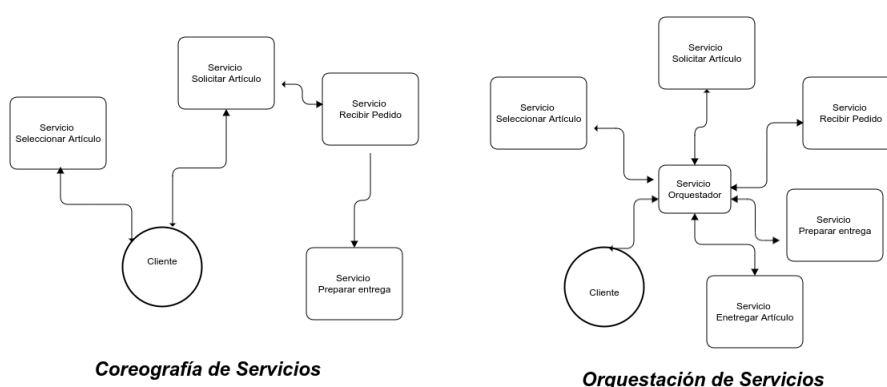 Servicio
Solicitar Artículo
Servicio
Recibir Pedido
Servicio
Seleccionar Artículo
Cliente
Servicio
Preparar entrega
Coreografía de Servicios
Servicio
Solicitar Artículo
Servicio
Seleccionar Artículo
Servicio
Recibir Pedido
Servicio
Orquestador
Servicio
Preparar entrega
Cliente
Servicio
Enetregar Artículo
Orquestación de Servicios